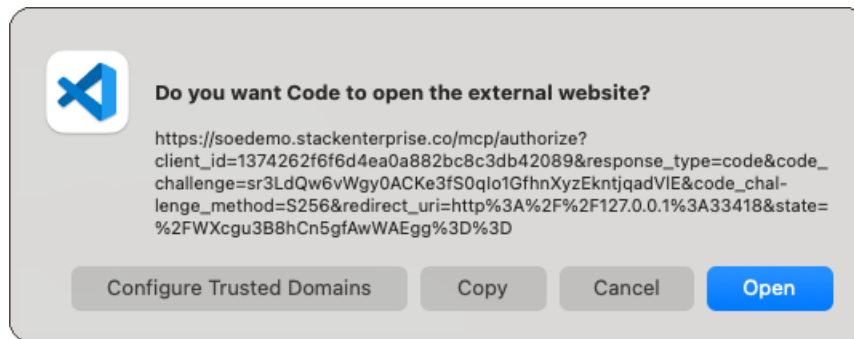 Do you want Code to open the external website?
https://soedemo.stackenterprise.co/mcp/authorize?
client_id=1374262f6f6d4ea0a882bc8c3db42089&response_type=code&code_
challenge=sr3LdQw6vWgy0ACKe3fS0qIo1GfhnXyzEkntjqadVIE&code_chal-
lenge_method=S256&redirect_uri=http%3A%2F%2F127.0.0.1%3A33418&state=
%2FWXcgu3B8hCn5gfAwWAEgg%3D%3D
Configure Trusted Domains
Copy
Cancel
Open